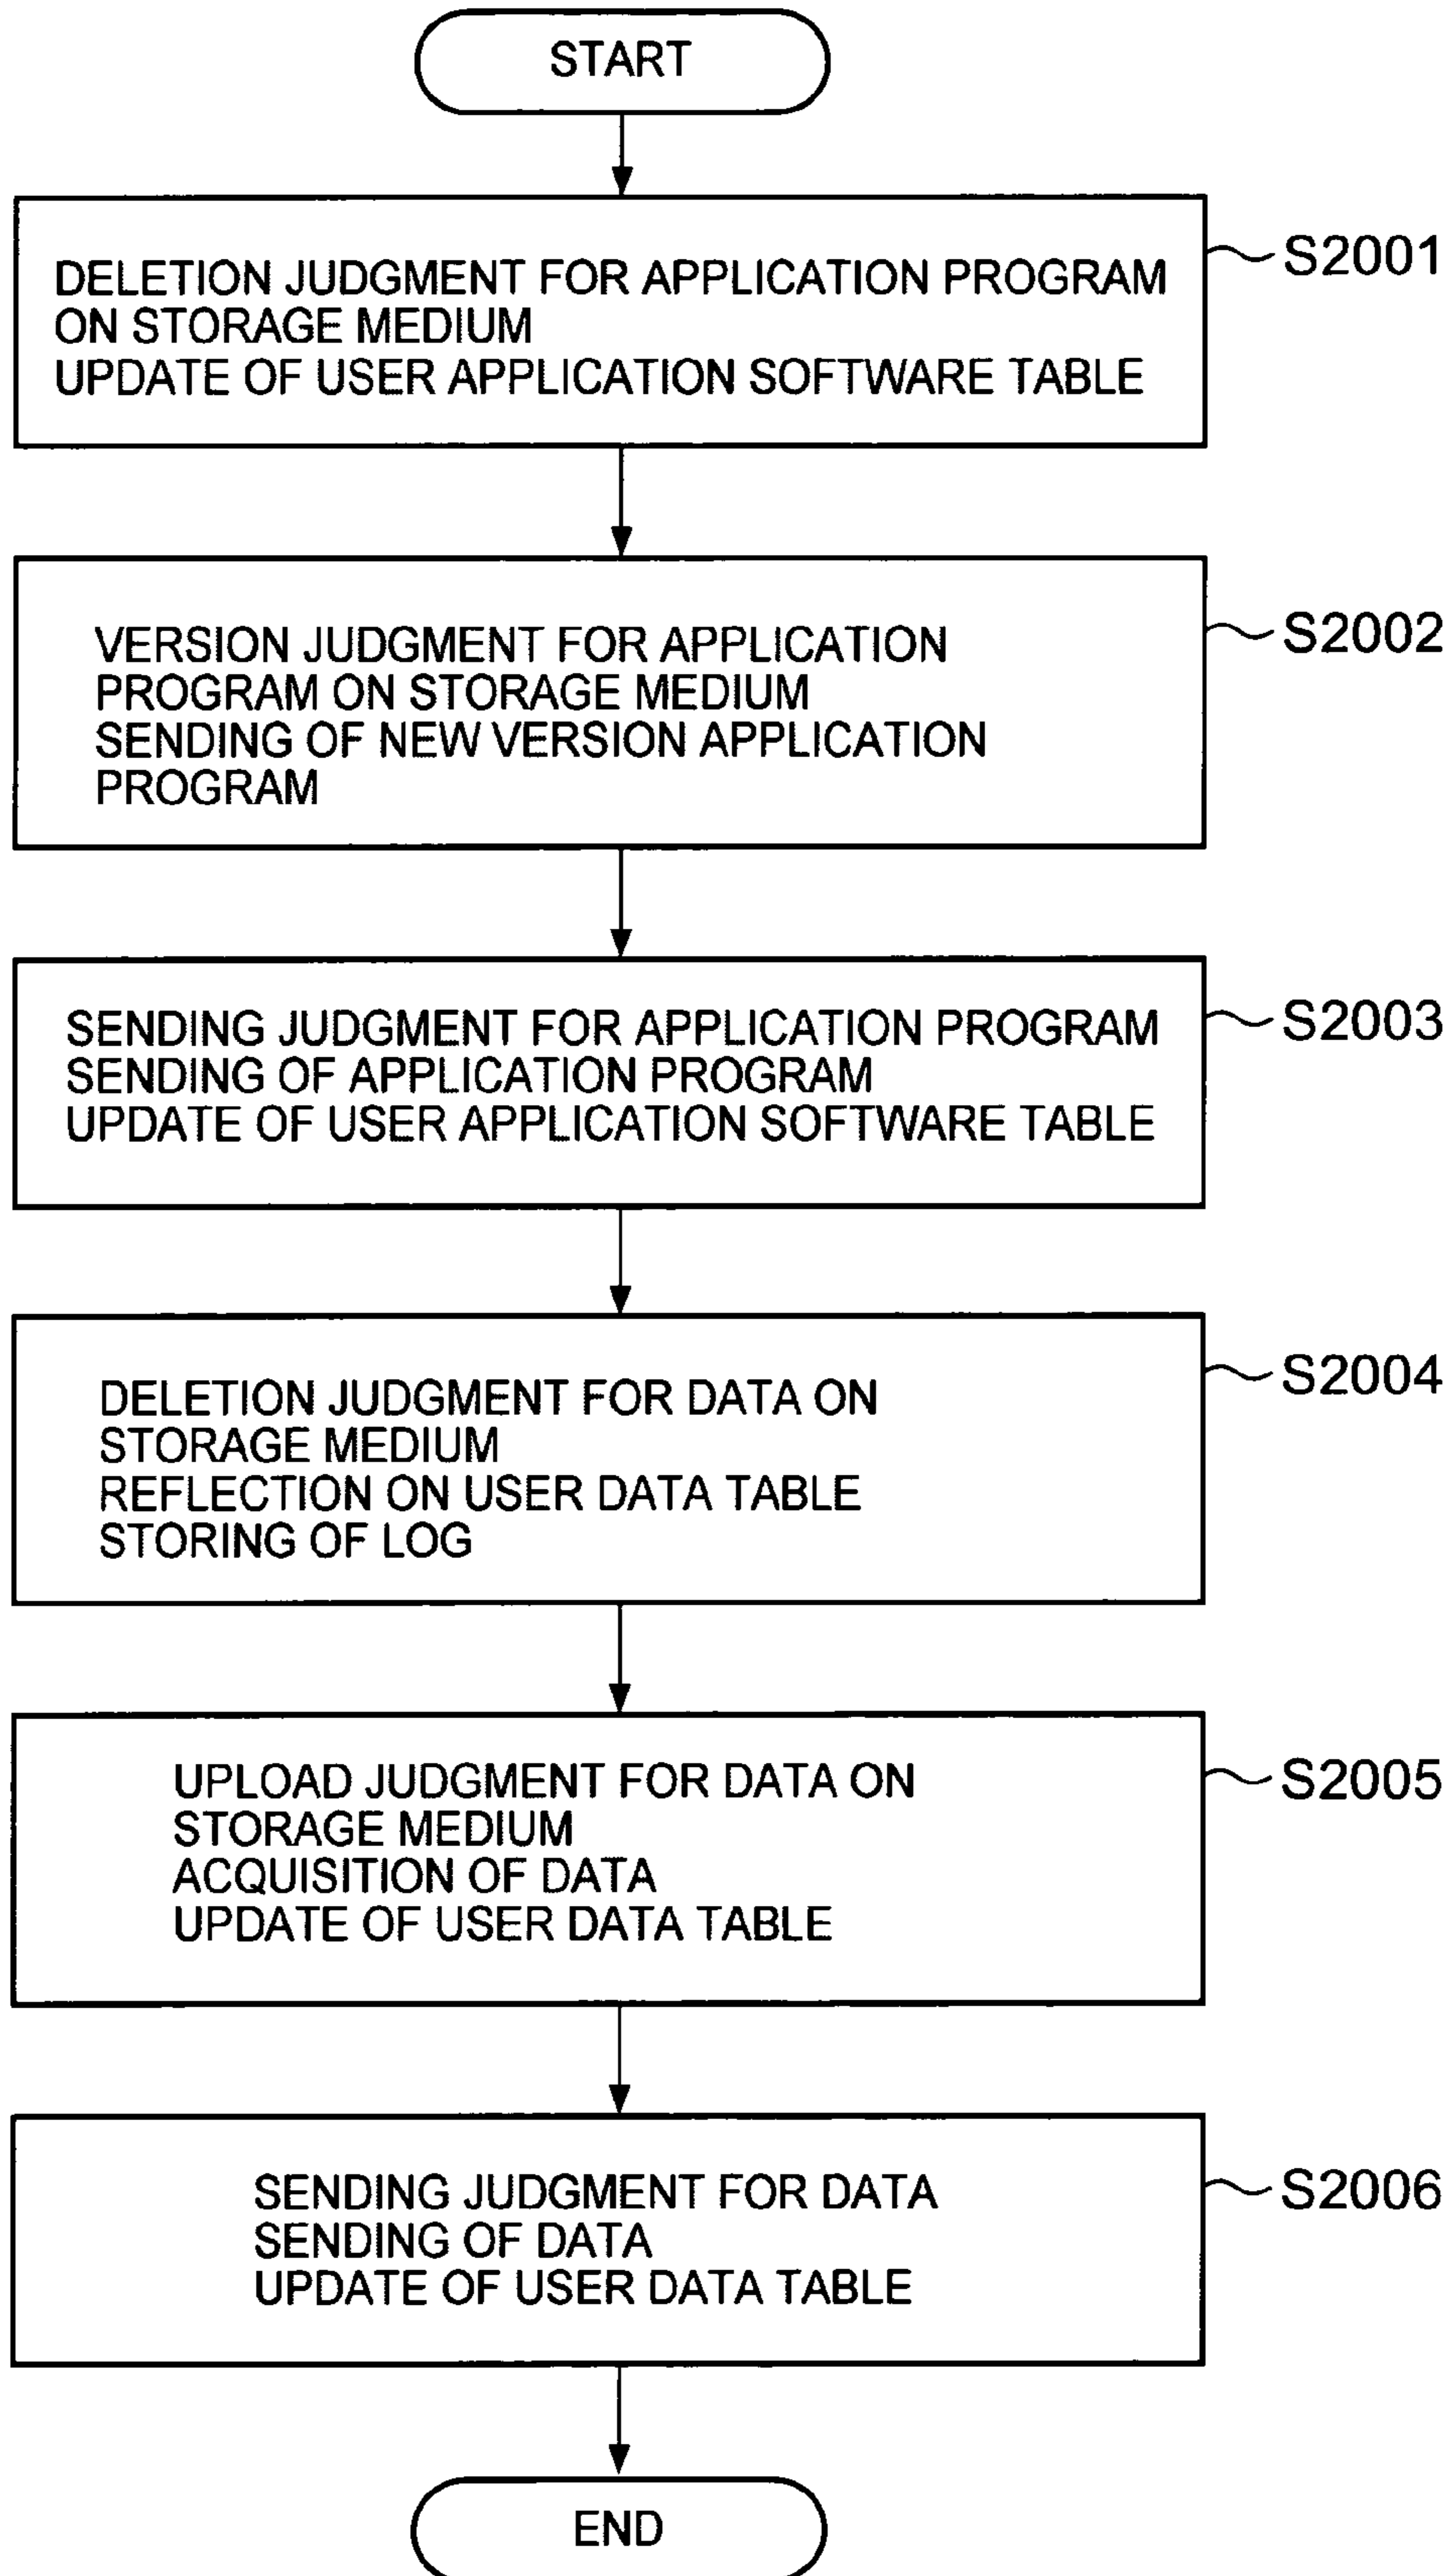 START
DELETION JUDGMENT FOR APPLICATION PROGRAM
ON STORAGE MEDIUM
UPDATE OF USER APPLICATION SOFTWARE TABLE
S2001
VERSION JUDGMENT FOR APPLICATION
PROGRAM ON STORAGE MEDIUM
SENDING OF NEW VERSION APPLICATION
PROGRAM
S2002
SENDING JUDGMENT FOR APPLICATION PROGRAM
SENDING OF APPLICATION PROGRAM
UPDATE OF USER APPLICATION SOFTWARE TABLE
S2003
DELETION JUDGMENT FOR DATA ON
STORAGE MEDIUM
REFLECTION ON USER DATA TABLE
STORING OF LOG
S2004
UPLOAD JUDGMENT FOR DATA ON
STORAGE MEDIUM
ACQUISITION OF DATA
UPDATE OF USER DATA TABLE
S2005
SENDING JUDGMENT FOR DATA
SENDING OF DATA
UPDATE OF USER DATA TABLE
S2006
END